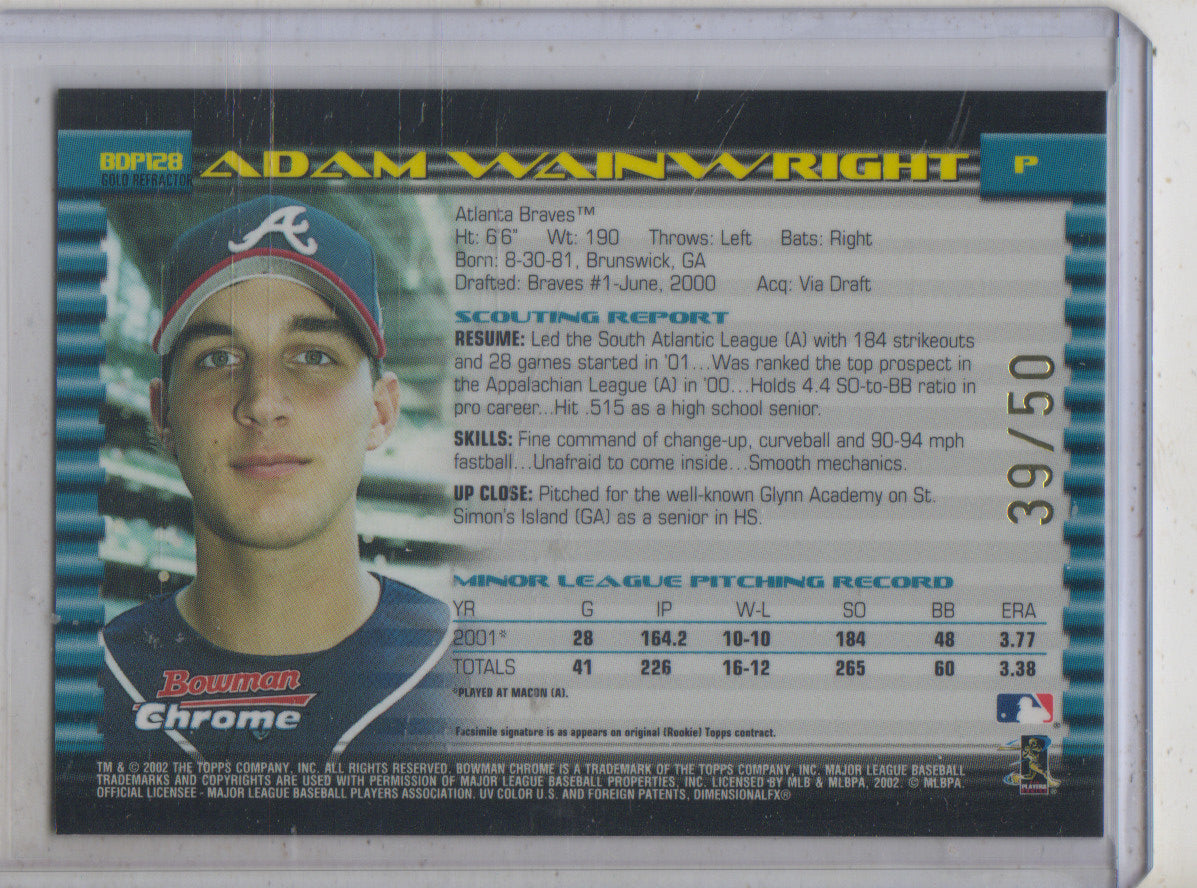 BDP128 ADAM WAINWRIGHT P
GOLD REFRACTOR
Atlanta Braves™
Ht: 6'6" Wt: 190 Throws: Left Bats: Right
Born: 8-30-81, Brunswick, GA
Drafted: Braves #1-June, 2000 Acq: Via Draft
SCOUTING REPORT
RESUME: Led the South Atlantic League (A) with 184 strikeouts
and 28 games started in '01...Was ranked the top prospect in
the Appalachian League (A) in '00...Holds 4.4 SO-to-BB ratio in
pro career...Hit .515 as a high school senior.
SKILLS: Fine command of change-up, curveball and 90-94 mph
fastball...Unafraid to come inside...Smooth mechanics.
UP CLOSE: Pitched for the well-known Glynn Academy on St.
Simon's Island (GA) as a senior in HS.
39/50
MINOR LEAGUE PITCHING RECORD
YR G IP W-L SO BB ERA
2001* 28 164.2 10-10 184 48 3.77
TOTALS 41 226 16-12 265 60 3.38
*PLAYED AT MACON (A).
Bowman
Chrome
Facsimile signature is as appears on original (Rookie) Topps contract.
TM & © 2002 THE TOPPS COMPANY, INC. ALL RIGHTS RESERVED. BOWMAN CHROME IS A TRADEMARK OF THE TOPPS COMPANY, INC. MAJOR LEAGUE BASEBALL
TRADEMARKS AND COPYRIGHTS ARE USED WITH PERMISSION OF MAJOR LEAGUE BASEBALL PROPERTIES, INC. LICENSED BY MLB & MLBPA, 2002. © MLBPA.
OFFICIAL LICENSEE - MAJOR LEAGUE BASEBALL PLAYERS ASSOCIATION. UV COLOR U.S. AND FOREIGN PATENTS, DIMENSIONALFX®
PLAYERS